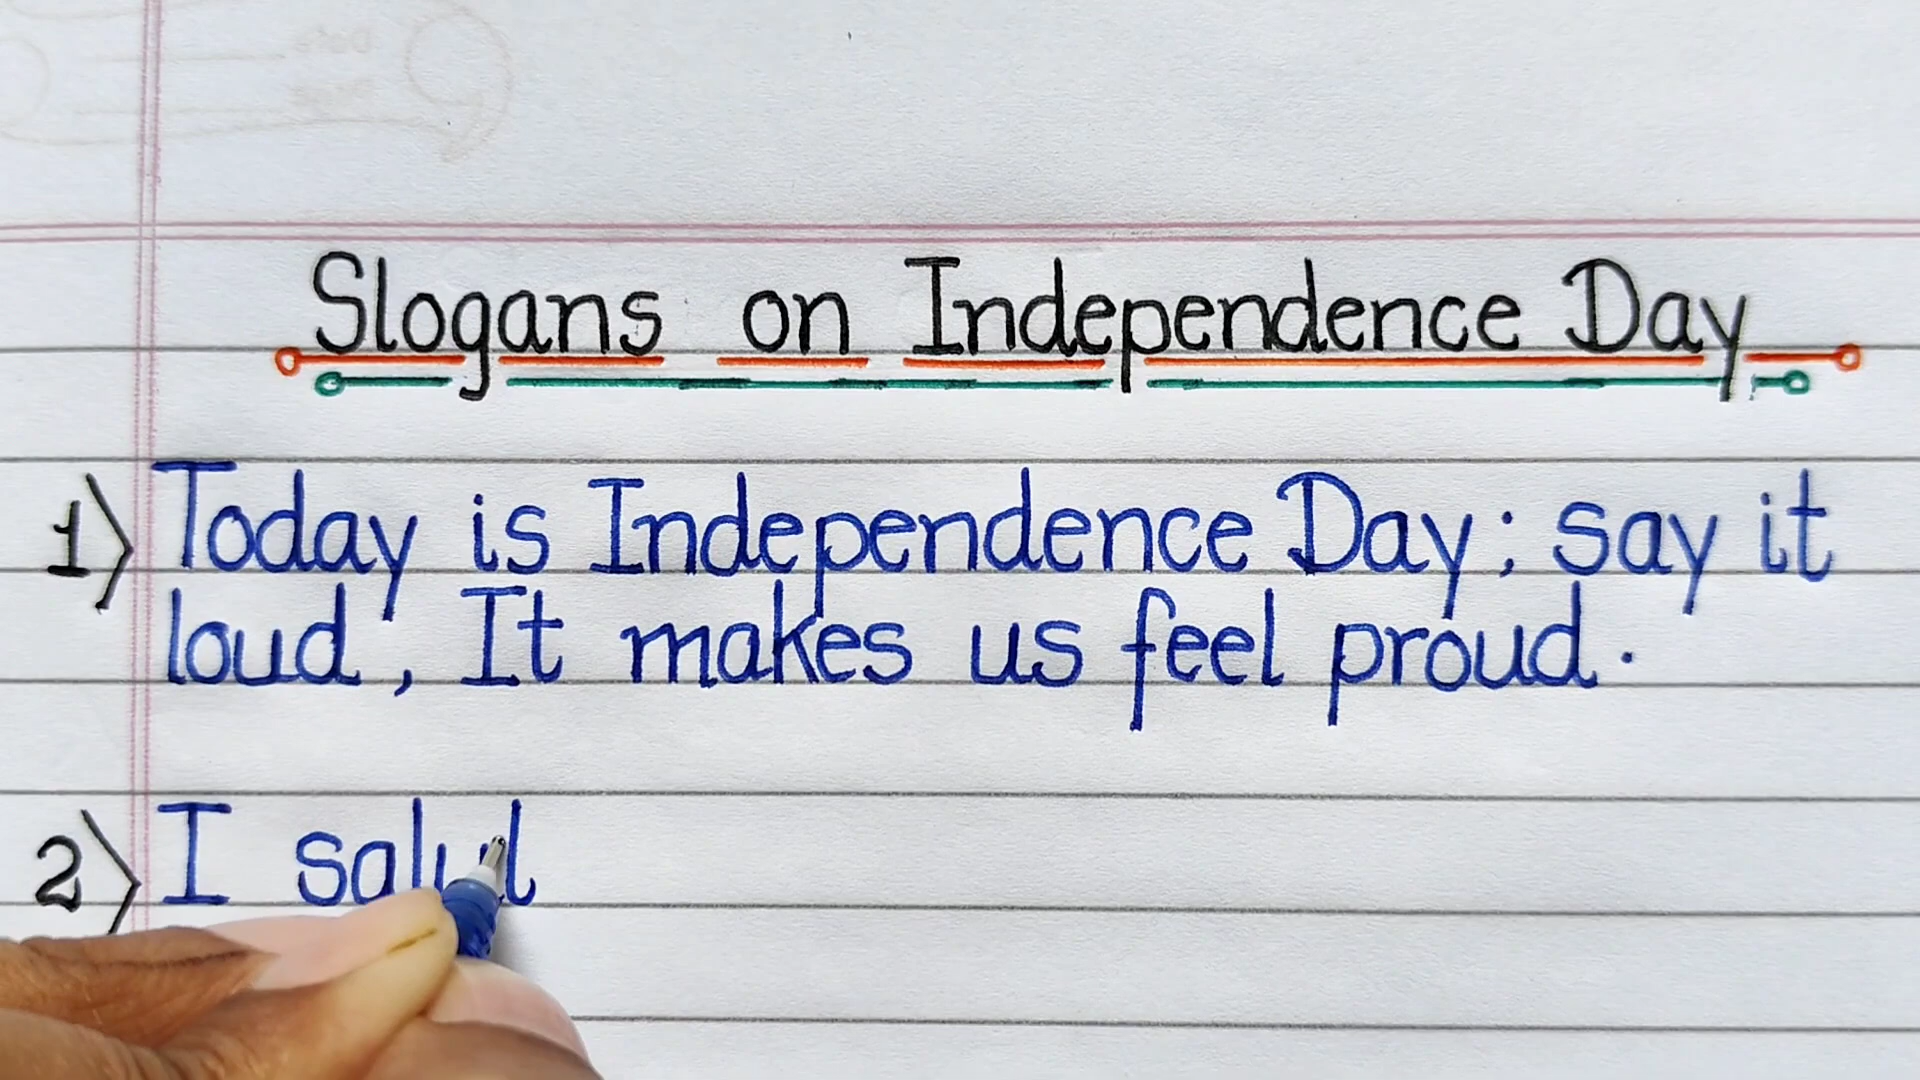 Slogans on Independence Day
1) Today is Independence Day; say it
loud, It makes us feel proud.
2) I salu